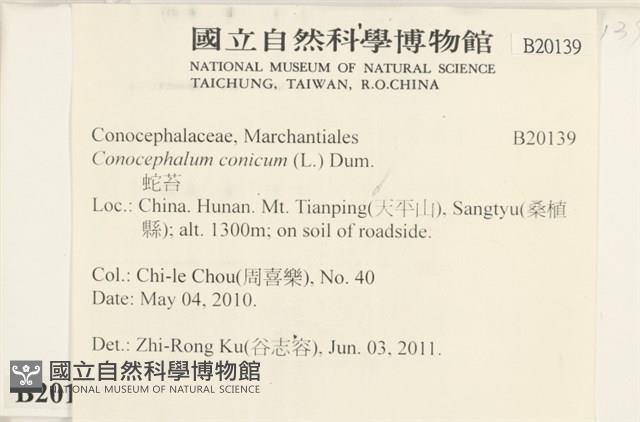 國立自然科學博物館
B20139
NATIONAL MUSEUM OF NATURAL SCIENCE
TAICHUNG, TAIWAN, R.O.CHINA
Conocephalaceae, Marchantiales B20139
Conocephalum conicum (L.) Dum.
蛇苔
Loc.: China. Hunan. Mt. Tianping(天平山), Sangtyu(桑植
縣); alt. 1300m; on soil of roadside.
Col.: Chi-le Chou(周喜樂), No. 40
Date: May 04, 2010.
Det.: Zhi-Rong Ku(谷志容), Jun. 03, 2011.
國立自然科學博物館
NATIONAL MUSEUM OF NATURAL SCIENCE